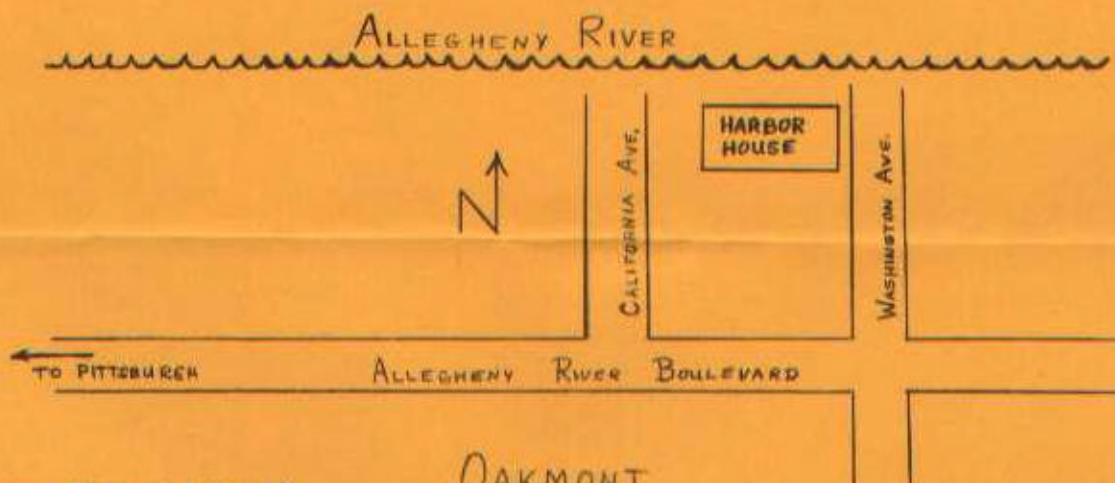 ALLEGHENY RIVER
HARBOR
HOUSE
N
CALIFORNIA AVE,
WASHINGTON AVE.
TO PITTSBURGH
ALLEGHENY RIVER BOULEVARD
OAKMONT